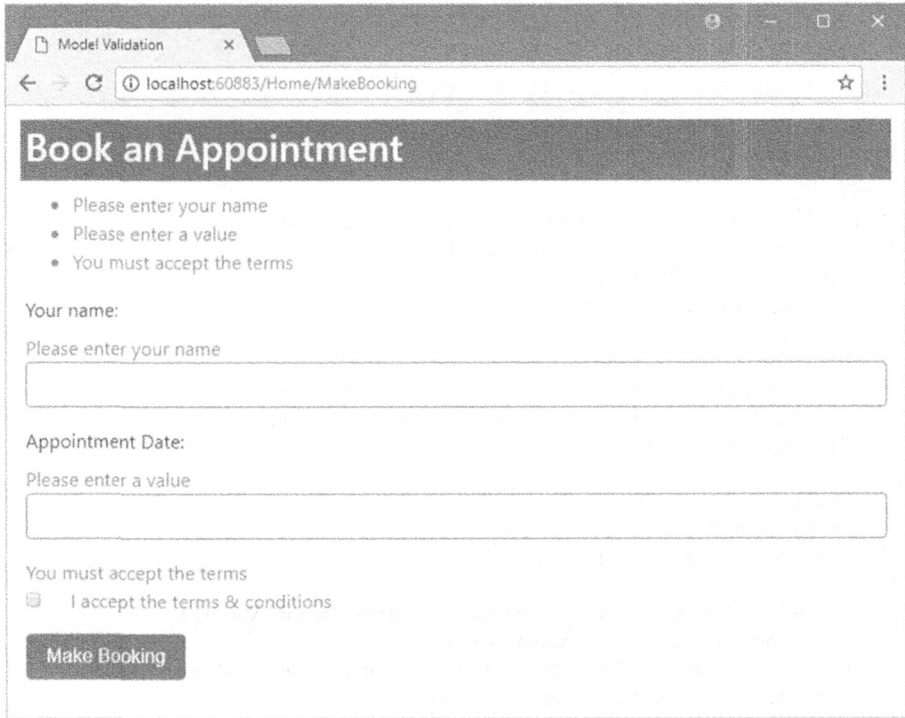 Model Validation
localhost:60883/Home/MakeBooking
Book an Appointment
• Please enter your name
• Please enter a value
• You must accept the terms
Your name:
Please enter your name
Appointment Date:
Please enter a value
You must accept the terms
I accept the terms & conditions
Make Booking